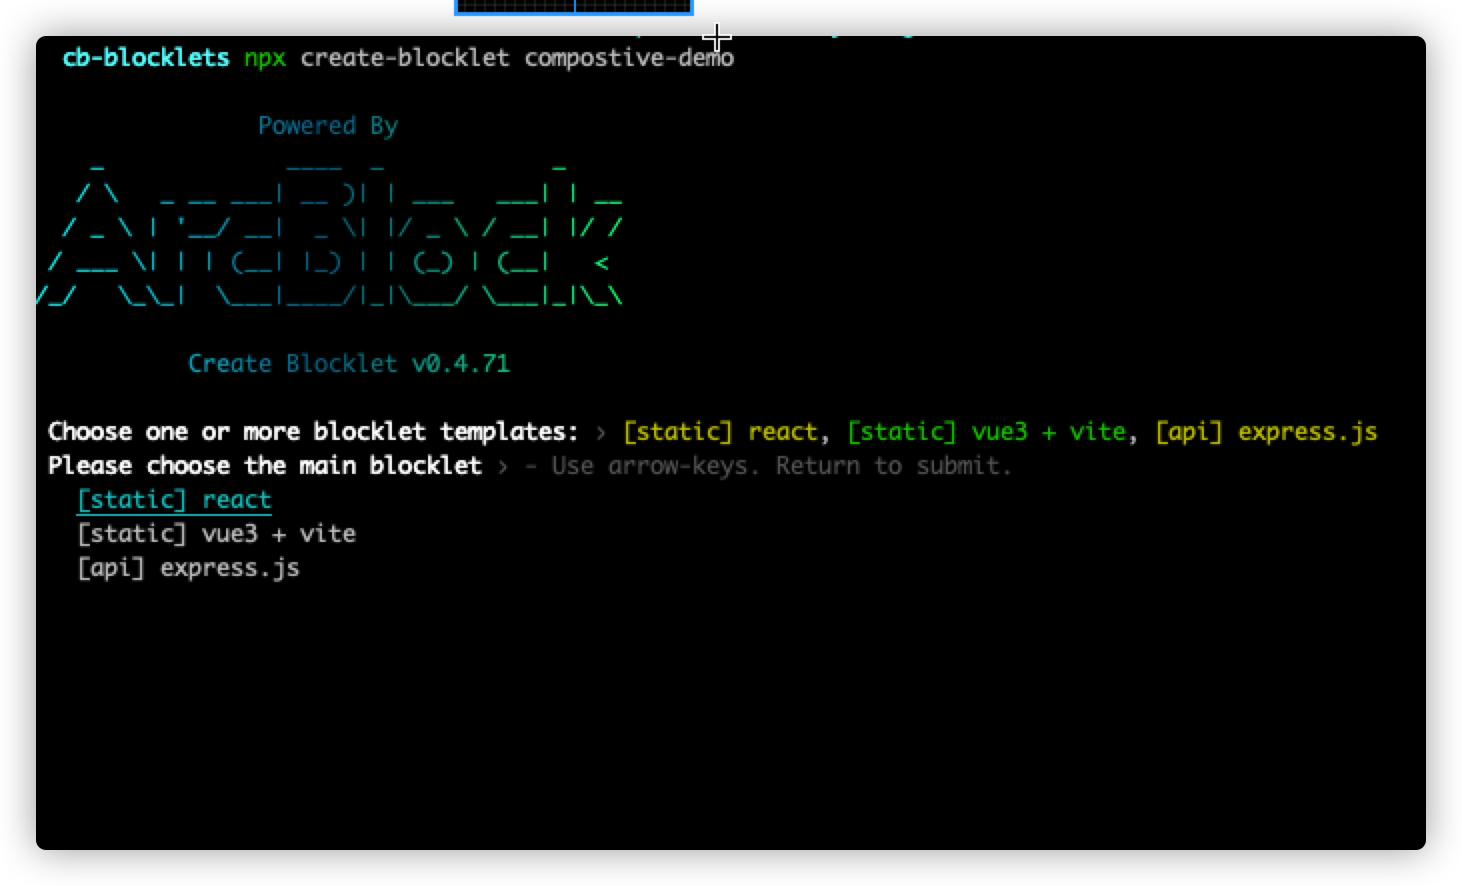 cb-blocklets npx create-blocklet compostive-demo
Powered By
ArcBlock
Create Blocklet v0.4.71
Choose one or more blocklet templates: › [static] react, [static] vue3 + vite, [api] express.js
Please choose the main blocklet › - Use arrow-keys. Return to submit.
[static] react
[static] vue3 + vite
[api] express.js